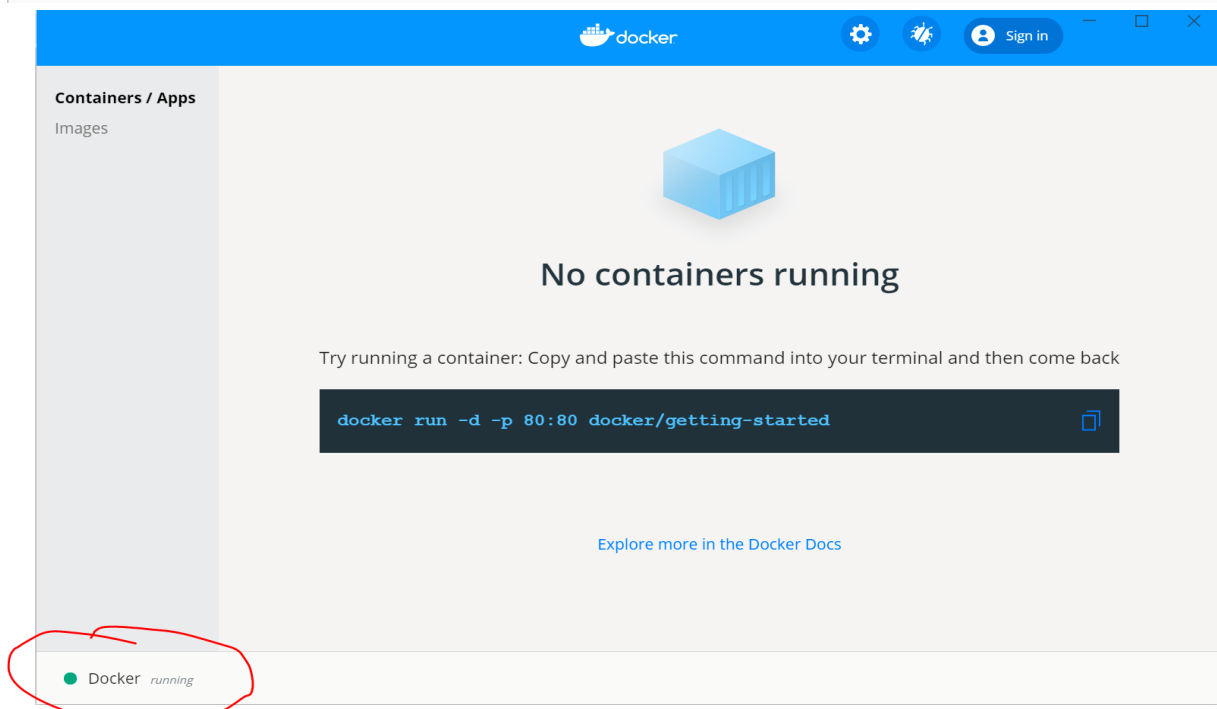 docker
Sign in
Containers / Apps
Images
No containers running
Try running a container: Copy and paste this command into your terminal and then come back
docker run -d -p 80:80 docker/getting-started
Explore more in the Docker Docs
Docker running